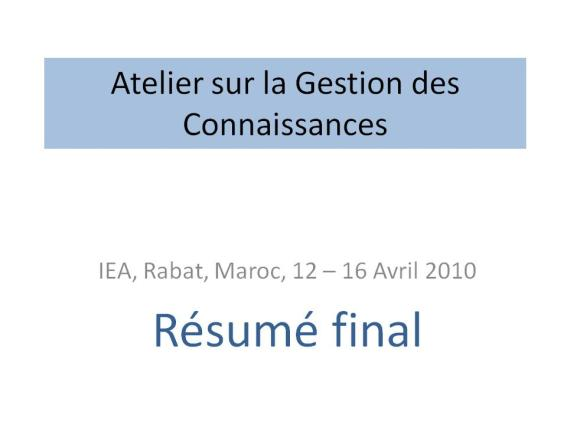 Atelier sur la Gestion des
Connaissances
IEA, Rabat, Maroc, 12 – 16 Avril 2010
Résumé final